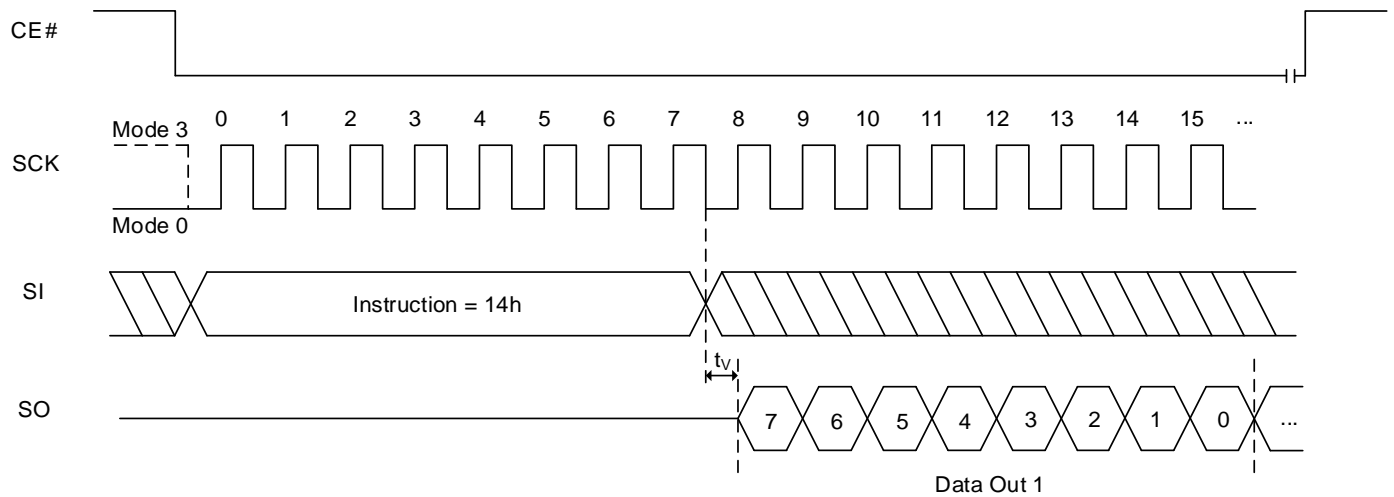 CE#
Mode 3
0 1 2 3 4 5 6 7 8 9 10 11 12 13 14 15 ...
SCK
Mode 0
SI
Instruction = 14h
tV
SO
7 6 5 4 3 2 1 0 ...
Data Out 1